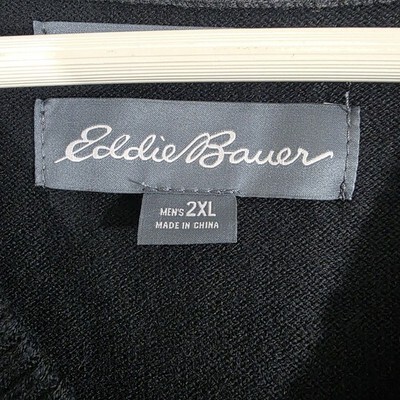 Eddie Bauer
MEN'S 2XL
MADE IN CHINA